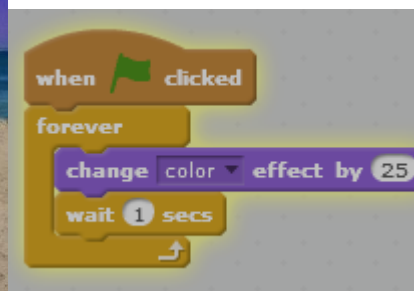 when clicked
forever
change color effect by 25
wait 1 secs